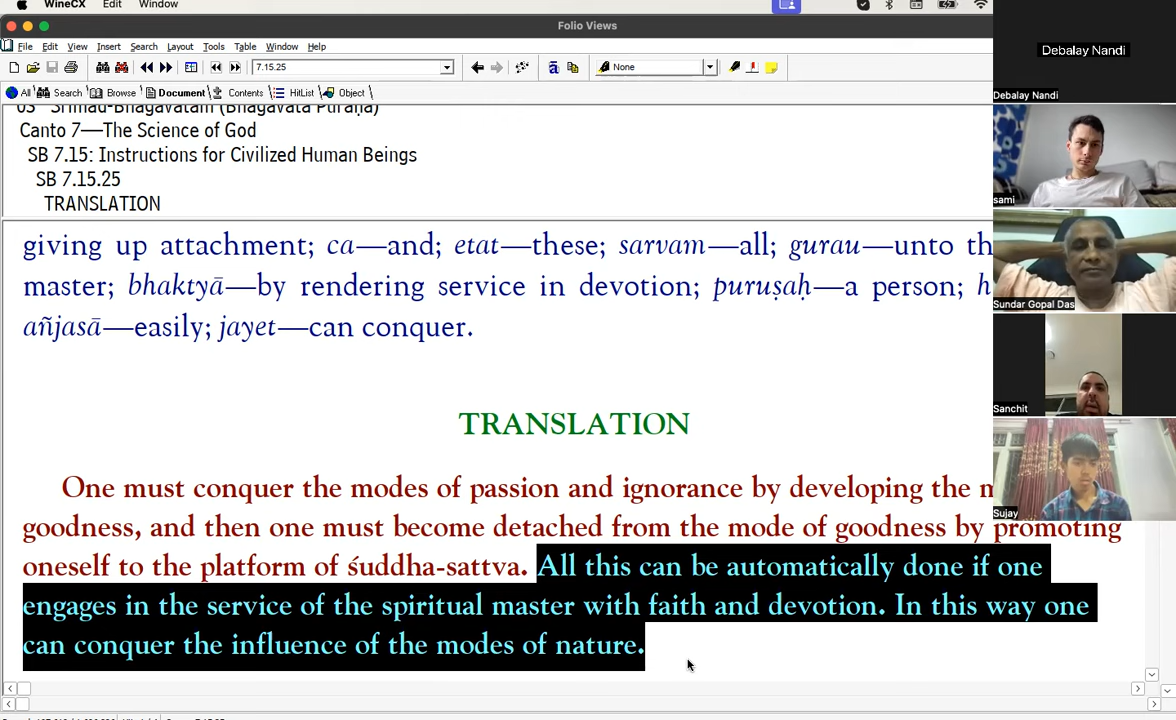 WineCX Edit Window
Folio Views
File Edit View Insert Search Layout Tools Table Window Help
7.15.25
None
All Search Browse Document Contents HitList Object
03 Srimad-Bhagavatam (Bhagavata Purāṇa)
Canto 7—The Science of God
SB 7.15: Instructions for Civilized Human Beings
SB 7.15.25
TRANSLATION
giving up attachment; ca—and; etat—these; sarvam—all; gurau—unto th
master; bhaktyā—by rendering service in devotion; puruṣaḥ—a person; h
añjasā—easily; jayet—can conquer.
TRANSLATION
One must conquer the modes of passion and ignorance by developing the m
goodness, and then one must become detached from the mode of goodness by promoting
oneself to the platform of śuddha-sattva. All this can be automatically done if one
engages in the service of the spiritual master with faith and devotion. In this way one
can conquer the influence of the modes of nature.
Debalay Nandi
Debalay Nandi
sami
Sundar Gopal Das
Sanchit
Sujay